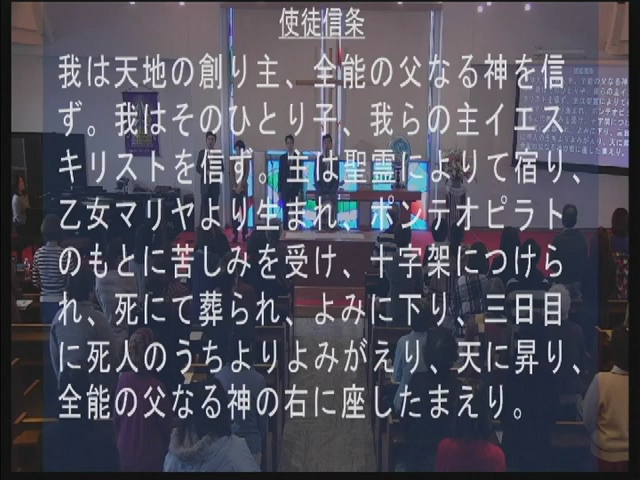 使徒信条
我は天地の創り主、全能の父なる神を信
ず。我はそのひとり子、我らの主イエス
キリストを信ず。主は聖霊によりて宿り、
乙女マリヤより生まれ、ポンテオピラト
のもとに苦しみを受け、十字架につけら
れ、死にて葬られ、よみに下り、三日目
に死人のうちよりよみがえり、天に昇り、
全能の父なる神の右に座したまえり。